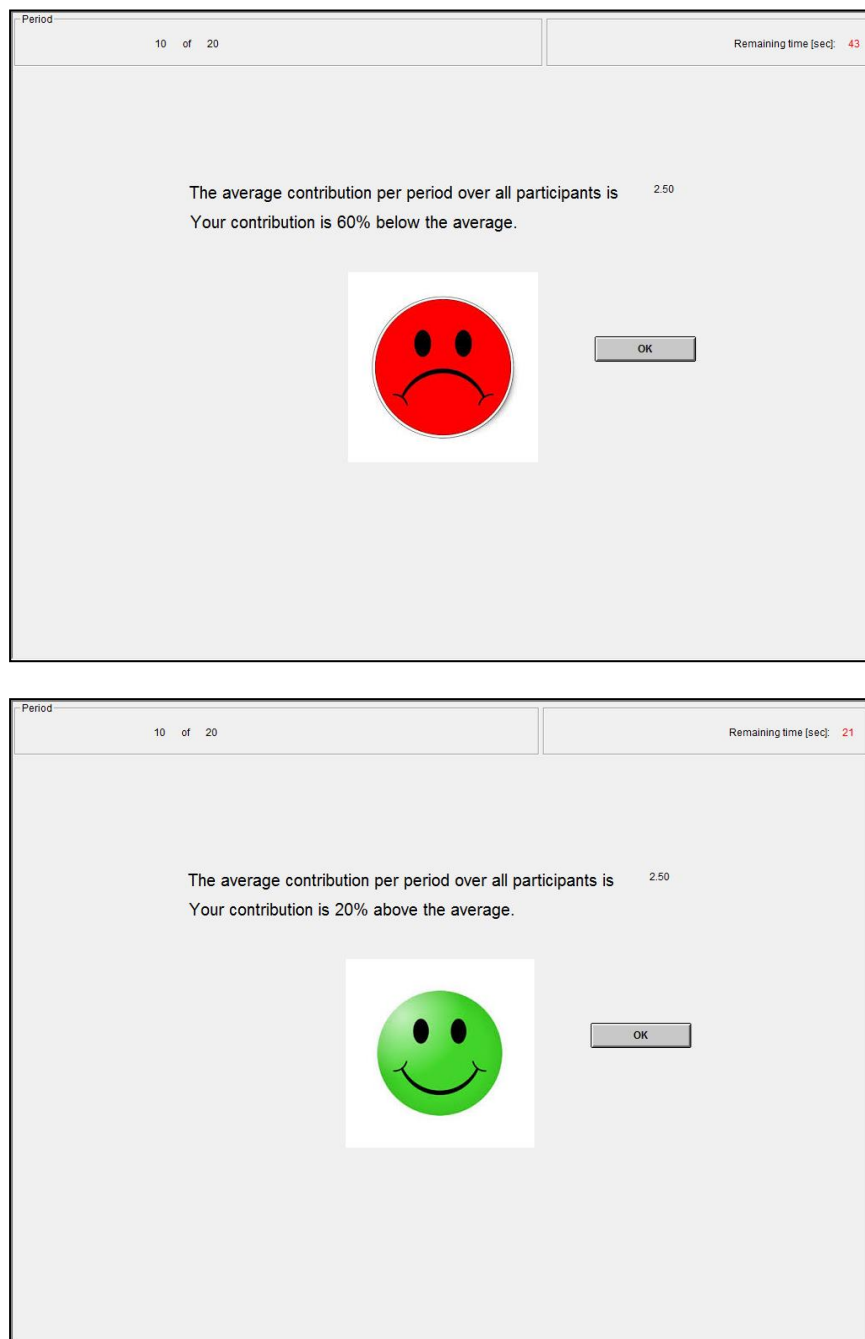 Period
10 of 20
Remaining time [sec]: 43
The average contribution per period over all participants is 2.50
Your contribution is 60% below the average.
OK
Period
10 of 20
Remaining time [sec]: 21
The average contribution per period over all participants is 2.50
Your contribution is 20% above the average.
OK